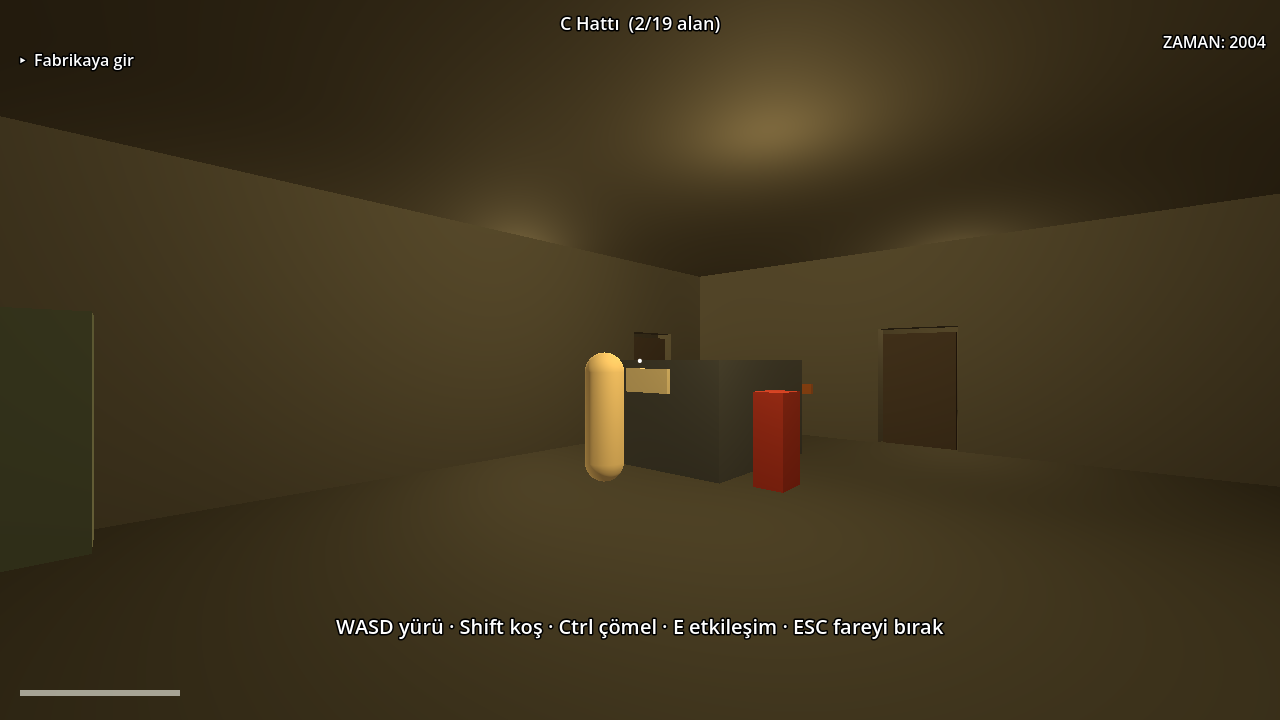 C Hattı (2/19 alan)
ZAMAN: 2004
▸ Fabrikaya gir
WASD yürü · Shift koş · Ctrl çömel · E etkileşim · ESC fareyi bırak